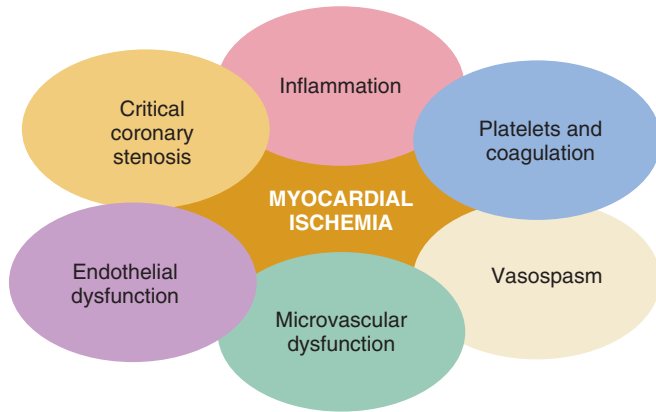 Inflammation
Critical
coronary
stenosis
Platelets and
coagulation
MYOCARDIAL
ISCHEMIA
Endothelial
dysfunction
Vasospasm
Microvascular
dysfunction